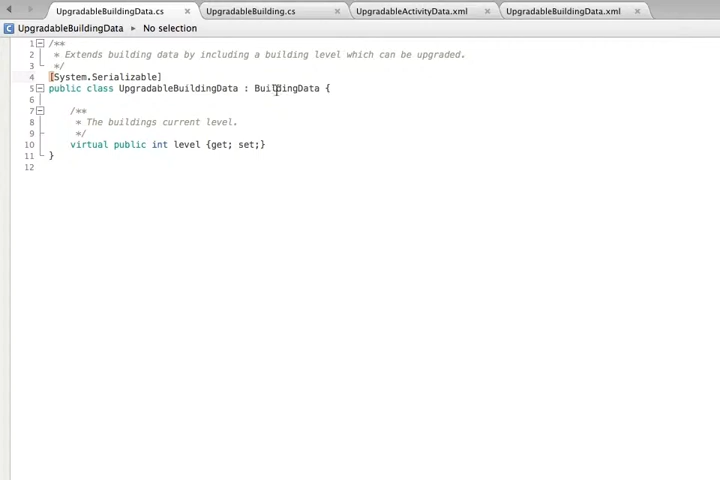 UpgradableBuildingData.cs UpgradableBuilding.cs UpgradableActivityData.xml UpgradableBuildingData.xml
UpgradableBuildingData ▸ No selection
1 /**
2 * Extends building data by including a building level which can be upgraded.
3 */
4 [System.Serializable]
5 public class UpgradableBuildingData : BuildingData {
6
7 /**
8 * The buildings current level.
9 */
10 virtual public int level {get; set;}
11 }
12